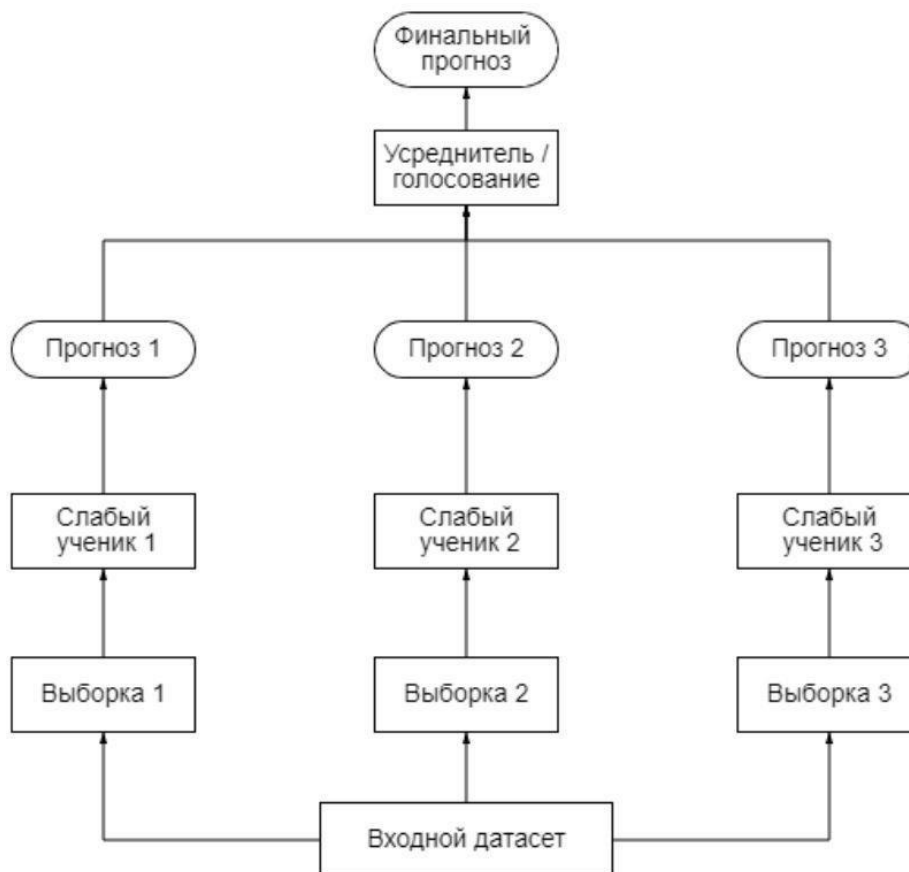 Финальный
прогноз
Усреднитель /
голосование
Прогноз 1
Прогноз 2
Прогноз 3
Слабый
ученик 1
Слабый
ученик 2
Слабый
ученик 3
Выборка 1
Выборка 2
Выборка 3
Входной датасет